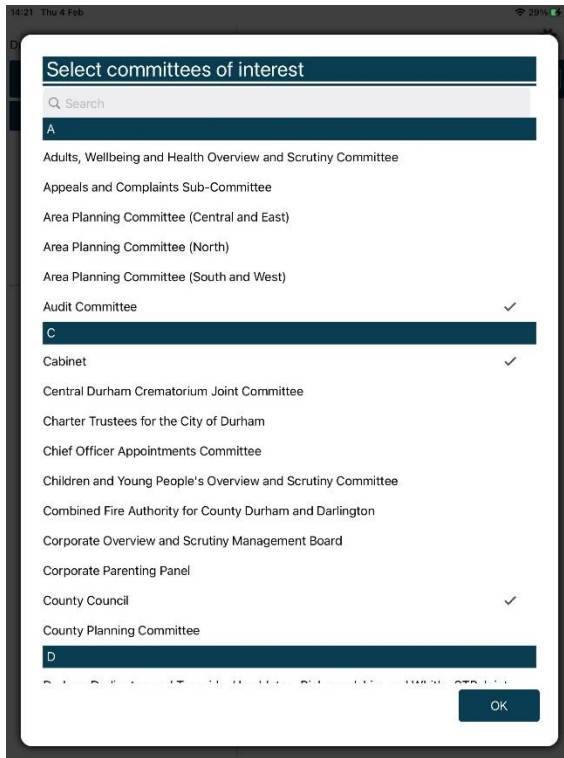 14:21 Thu 4 Feb 29%
Select committees of interest
Search
A
Adults, Wellbeing and Health Overview and Scrutiny Committee
Appeals and Complaints Sub-Committee
Area Planning Committee (Central and East)
Area Planning Committee (North)
Area Planning Committee (South and West)
Audit Committee
C
Cabinet
Central Durham Crematorium Joint Committee
Charter Trustees for the City of Durham
Chief Officer Appointments Committee
Children and Young People's Overview and Scrutiny Committee
Combined Fire Authority for County Durham and Darlington
Corporate Overview and Scrutiny Management Board
Corporate Parenting Panel
County Council
County Planning Committee
D
OK